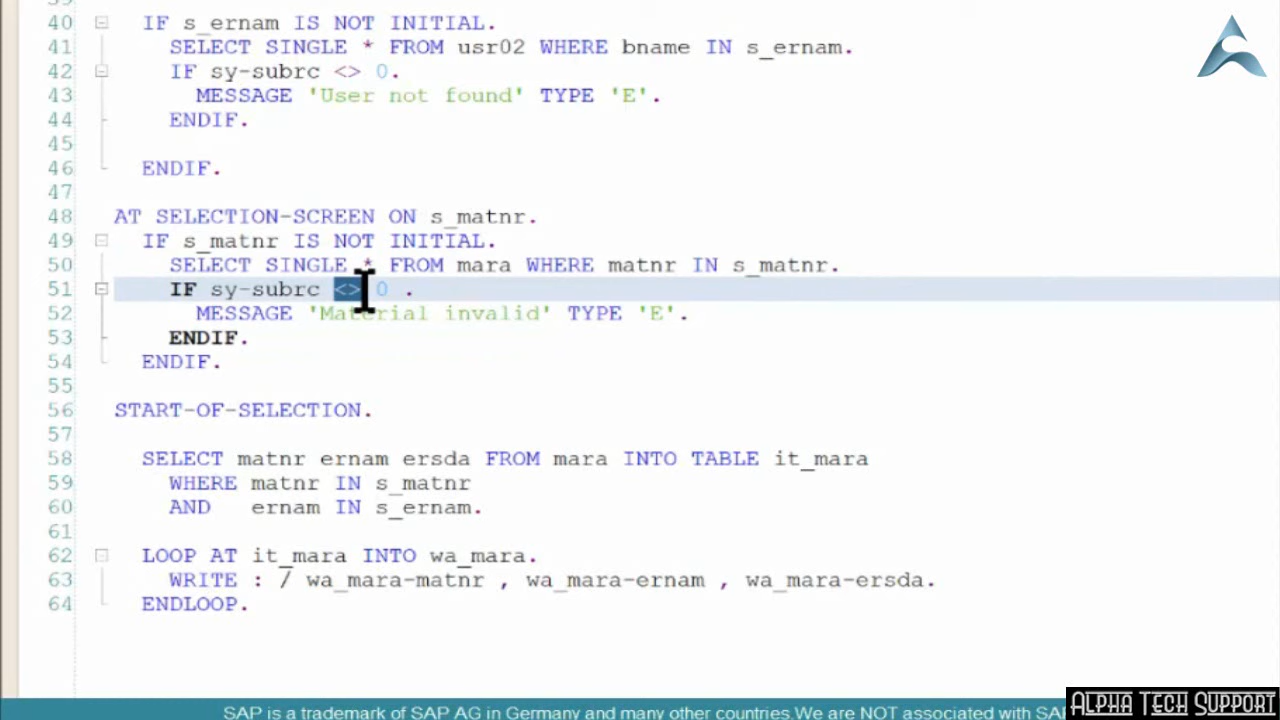 40 IF s_ernam IS NOT INITIAL.
41 SELECT SINGLE * FROM usr02 WHERE bname IN s_ernam.
42 IF sy-subrc <> 0.
43 MESSAGE 'User not found' TYPE 'E'.
44 ENDIF.
45
46 ENDIF.
47
48 AT SELECTION-SCREEN ON s_matnr.
49 IF s_matnr IS NOT INITIAL.
50 SELECT SINGLE * FROM mara WHERE matnr IN s_matnr.
51 IF sy-subrc <> 0 .
52 MESSAGE 'Material invalid' TYPE 'E'.
53 ENDIF.
54 ENDIF.
55
56 START-OF-SELECTION.
57
58 SELECT matnr ernam ersda FROM mara INTO TABLE it_mara
59 WHERE matnr IN s_matnr
60 AND ernam IN s_ernam.
61
62 LOOP AT it_mara INTO wa_mara.
63 WRITE : / wa_mara-matnr , wa_mara-ernam , wa_mara-ersda.
64 ENDLOOP.
SAP is a trademark of SAP AG in Germany and many other countries.We are NOT associated with SAP
Alpha Tech Support